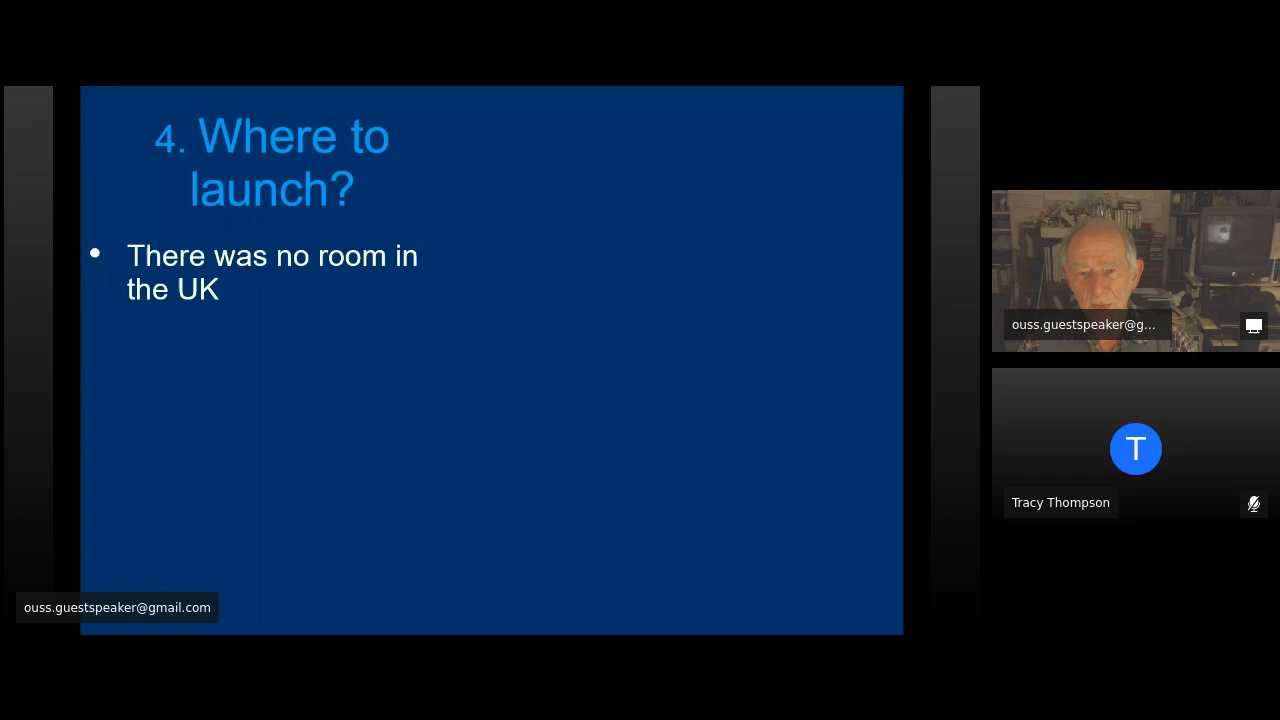 4. Where to
launch?
• There was no room in
the UK
ouss.guestspeaker@gmail.com
ouss.guestspeaker@g...
T
Tracy Thompson